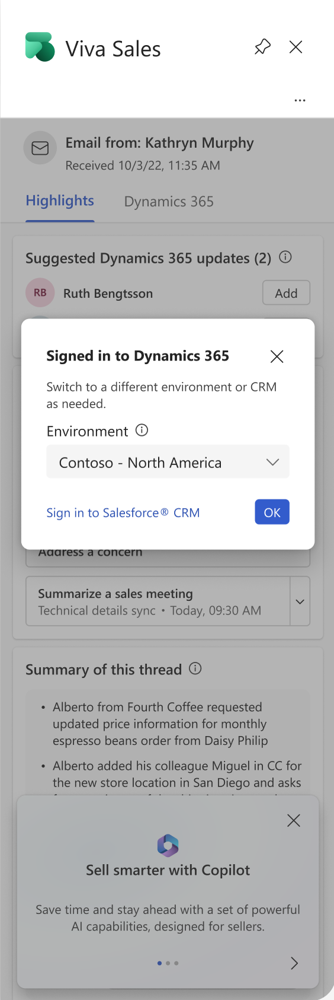 Viva Sales
...
Email from: Kathryn Murphy
Received 10/3/22, 11:35 AM
Highlights
Dynamics 365
Suggested Dynamics 365 updates (2)
RB
Ruth Bengtsson
Add
Signed in to Dynamics 365
Switch to a different environment or CRM
as needed.
Environment
Contoso - North America
Sign in to Salesforce® CRM
OK
Address a concern
Summarize a sales meeting
Technical details sync • Today, 09:30 AM
Summary of this thread
• Alberto from Fourth Coffee requested
updated price information for monthly
espresso beans order from Daisy Philip
• Alberto added his colleague Miguel in CC for
the new store location in San Diego and asks
Sell smarter with Copilot
Save time and stay ahead with a set of powerful
AI capabilities, designed for sellers.